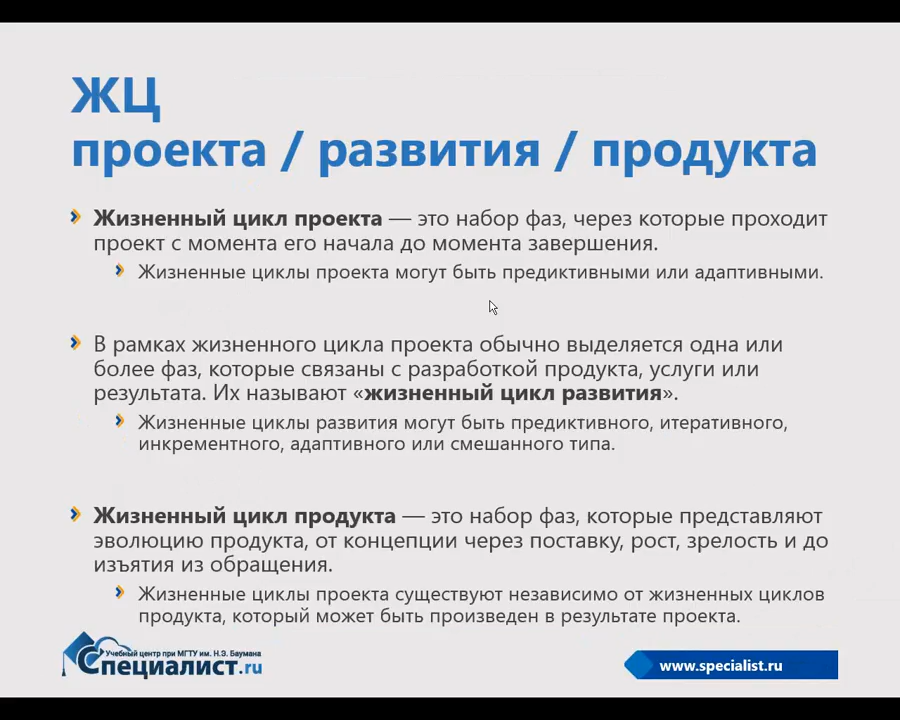 ЖЦ
проекта / развития / продукта
Жизненный цикл проекта — это набор фаз, через которые проходит
проект с момента его начала до момента завершения.
Жизненные циклы проекта могут быть предиктивными или адаптивными.
В рамках жизненного цикла проекта обычно выделяется одна или
более фаз, которые связаны с разработкой продукта, услуги или
результата. Их называют «жизненный цикл развития».
Жизненные циклы развития могут быть предиктивного, итеративного,
инкрементного, адаптивного или смешанного типа.
Жизненный цикл продукта — это набор фаз, которые представляют
эволюцию продукта, от концепции через поставку, рост, зрелость и до
изъятия из обращения.
Жизненные циклы проекта существуют независимо от жизненных циклов
продукта, который может быть произведен в результате проекта.
Учебный центр при МГТУ им. Н.Э. Баумана
Специалист.ru
www.specialist.ru